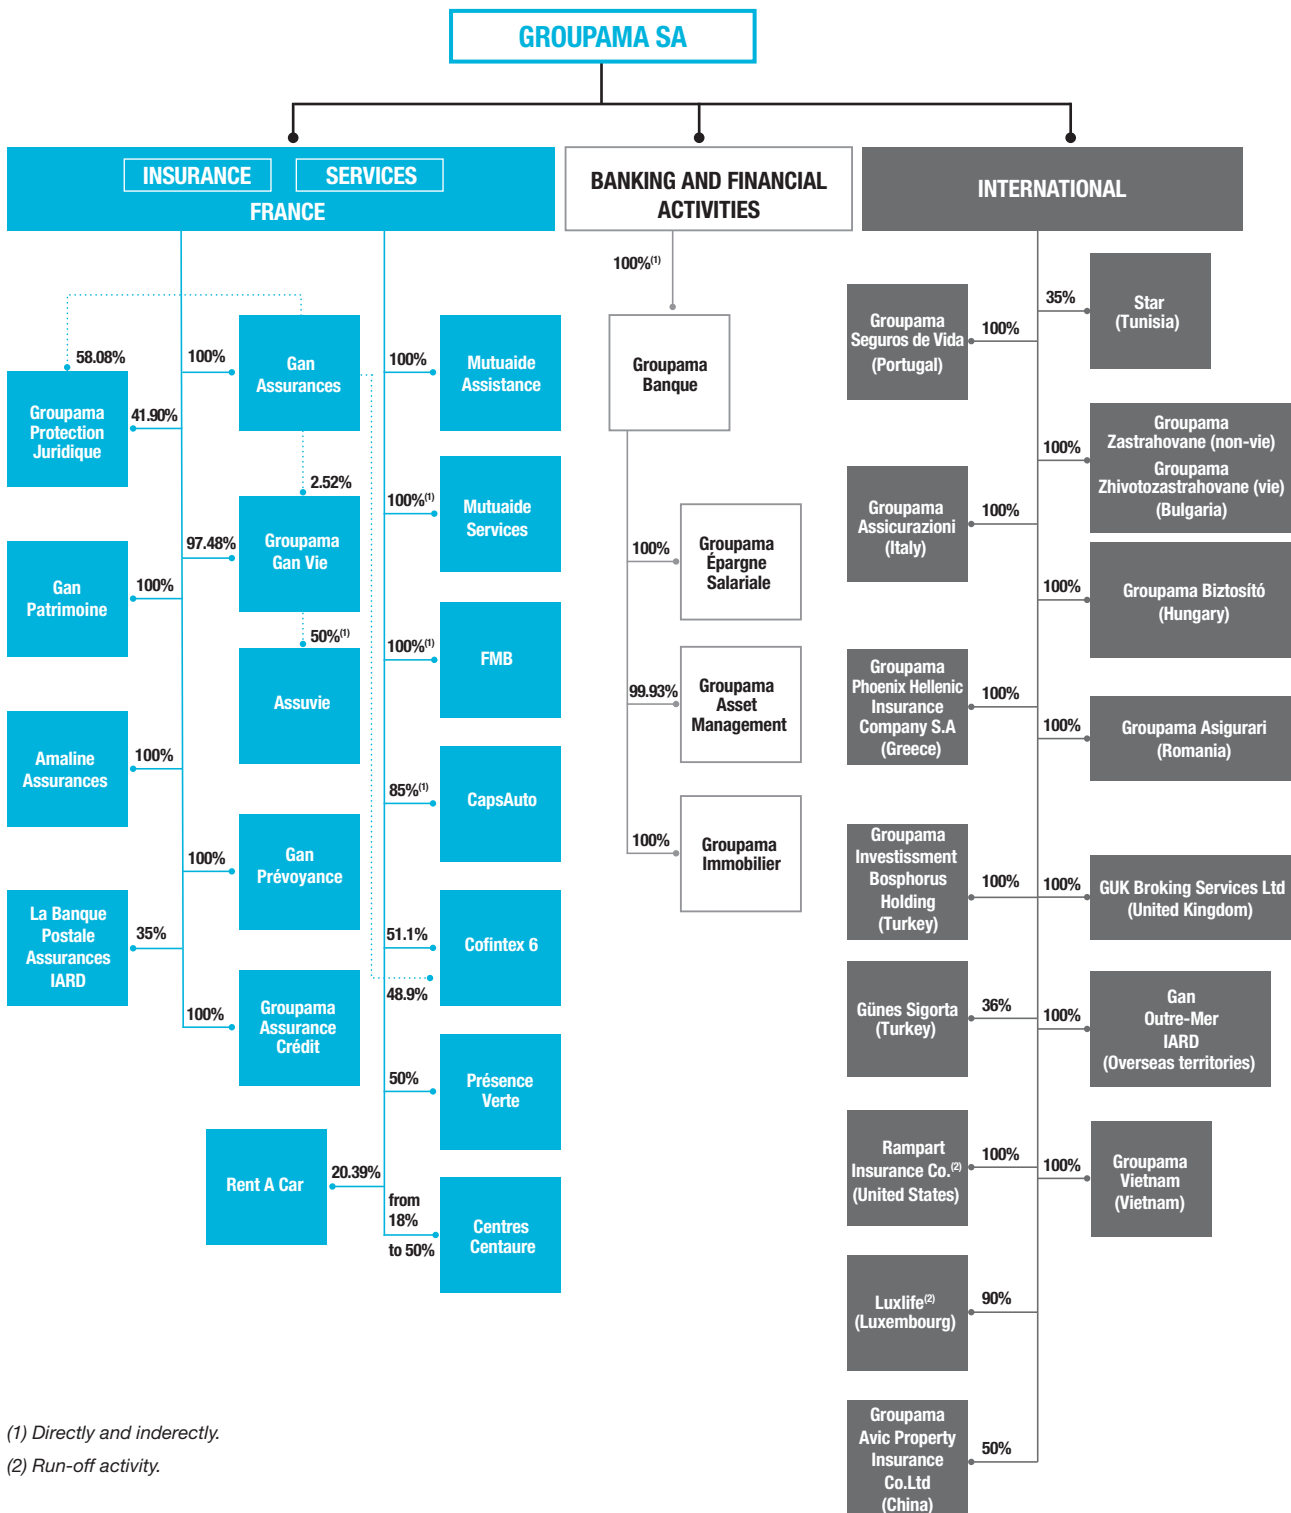 GROUPAMA SA
INSURANCE
SERVICES
FRANCE
58.08%
Groupama
Protection
Juridique
41.90%
Gan
Patrimoine
100%
Amaline
Assurances
100%
La Banque
Postale
Assurances
IARD
35%
100%
Gan
Assurances
2.52%
97.48%
Groupama
Gan Vie
50%(1)
Assuvie
100%
Gan
Prévoyance
100%
Groupama
Assurance
Crédit
Rent A Car
20.39%
100%
Mutuaide
Assistance
100%(1)
Mutuaide
Services
100%(1)
FMB
85%(1)
CapsAuto
51.1%
48.9%
Cofintex 6
50%
Présence
Verte
from
18%
to 50%
Centres
Centaure
BANKING AND FINANCIAL
ACTIVITIES
100%(1)
Groupama
Banque
100%
Groupama
Épargne
Salariale
99.93%
Groupama
Asset
Management
100%
Groupama
Immobilier
INTERNATIONAL
Groupama
Seguros de Vida
(Portugal)
100%
Groupama
Assicurazioni
(Italy)
100%
Groupama
Phoenix Hellenic
Insurance
Company S.A
(Greece)
100%
Groupama
Investissment
Bosphorus
Holding
(Turkey)
100%
Günes Sigorta
(Turkey)
36%
Rampart
Insurance Co.(2)
(United States)
100%
Luxlife(2)
(Luxembourg)
90%
Groupama
Avic Property
Insurance
Co.Ltd
(China)
50%
35%
Star
(Tunisia)
100%
Groupama
Zastrahovane (non-vie)
Groupama
Zhivotozastrahovane (vie)
(Bulgaria)
100%
Groupama Biztosító
(Hungary)
100%
Groupama Asigurari
(Romania)
100%
GUK Broking Services Ltd
(United Kingdom)
100%
Gan
Outre-Mer
IARD
(Overseas territories)
100%
Groupama
Vietnam
(Vietnam)
(1) Directly and inderectly.
(2) Run-off activity.